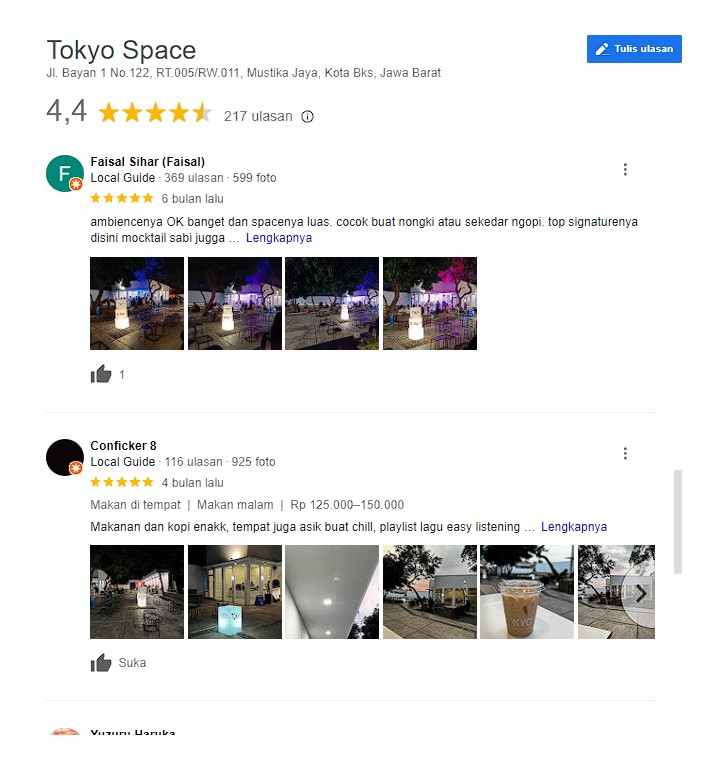 Tokyo Space
Tulis ulasan
Jl. Bayan 1 No.122, RT.005/RW.011, Mustika Jaya, Kota Bks, Jawa Barat
4,4 217 ulasan
F
Faisal Sihar (Faisal)
Local Guide · 369 ulasan · 599 foto
6 bulan lalu
ambiencenya OK banget dan spacenya luas. cocok buat nongki atau sekedar ngopi. top signaturenya
disini mocktail sabi jugga ... Lengkapnya
1
Conficker 8
Local Guide · 116 ulasan · 925 foto
4 bulan lalu
Makan di tempat | Makan malam | Rp 125.000–150.000
Makanan dan kopi enakk, tempat juga asik buat chill, playlist lagu easy listening ... Lengkapnya
Suka
Yuzuru Haruka